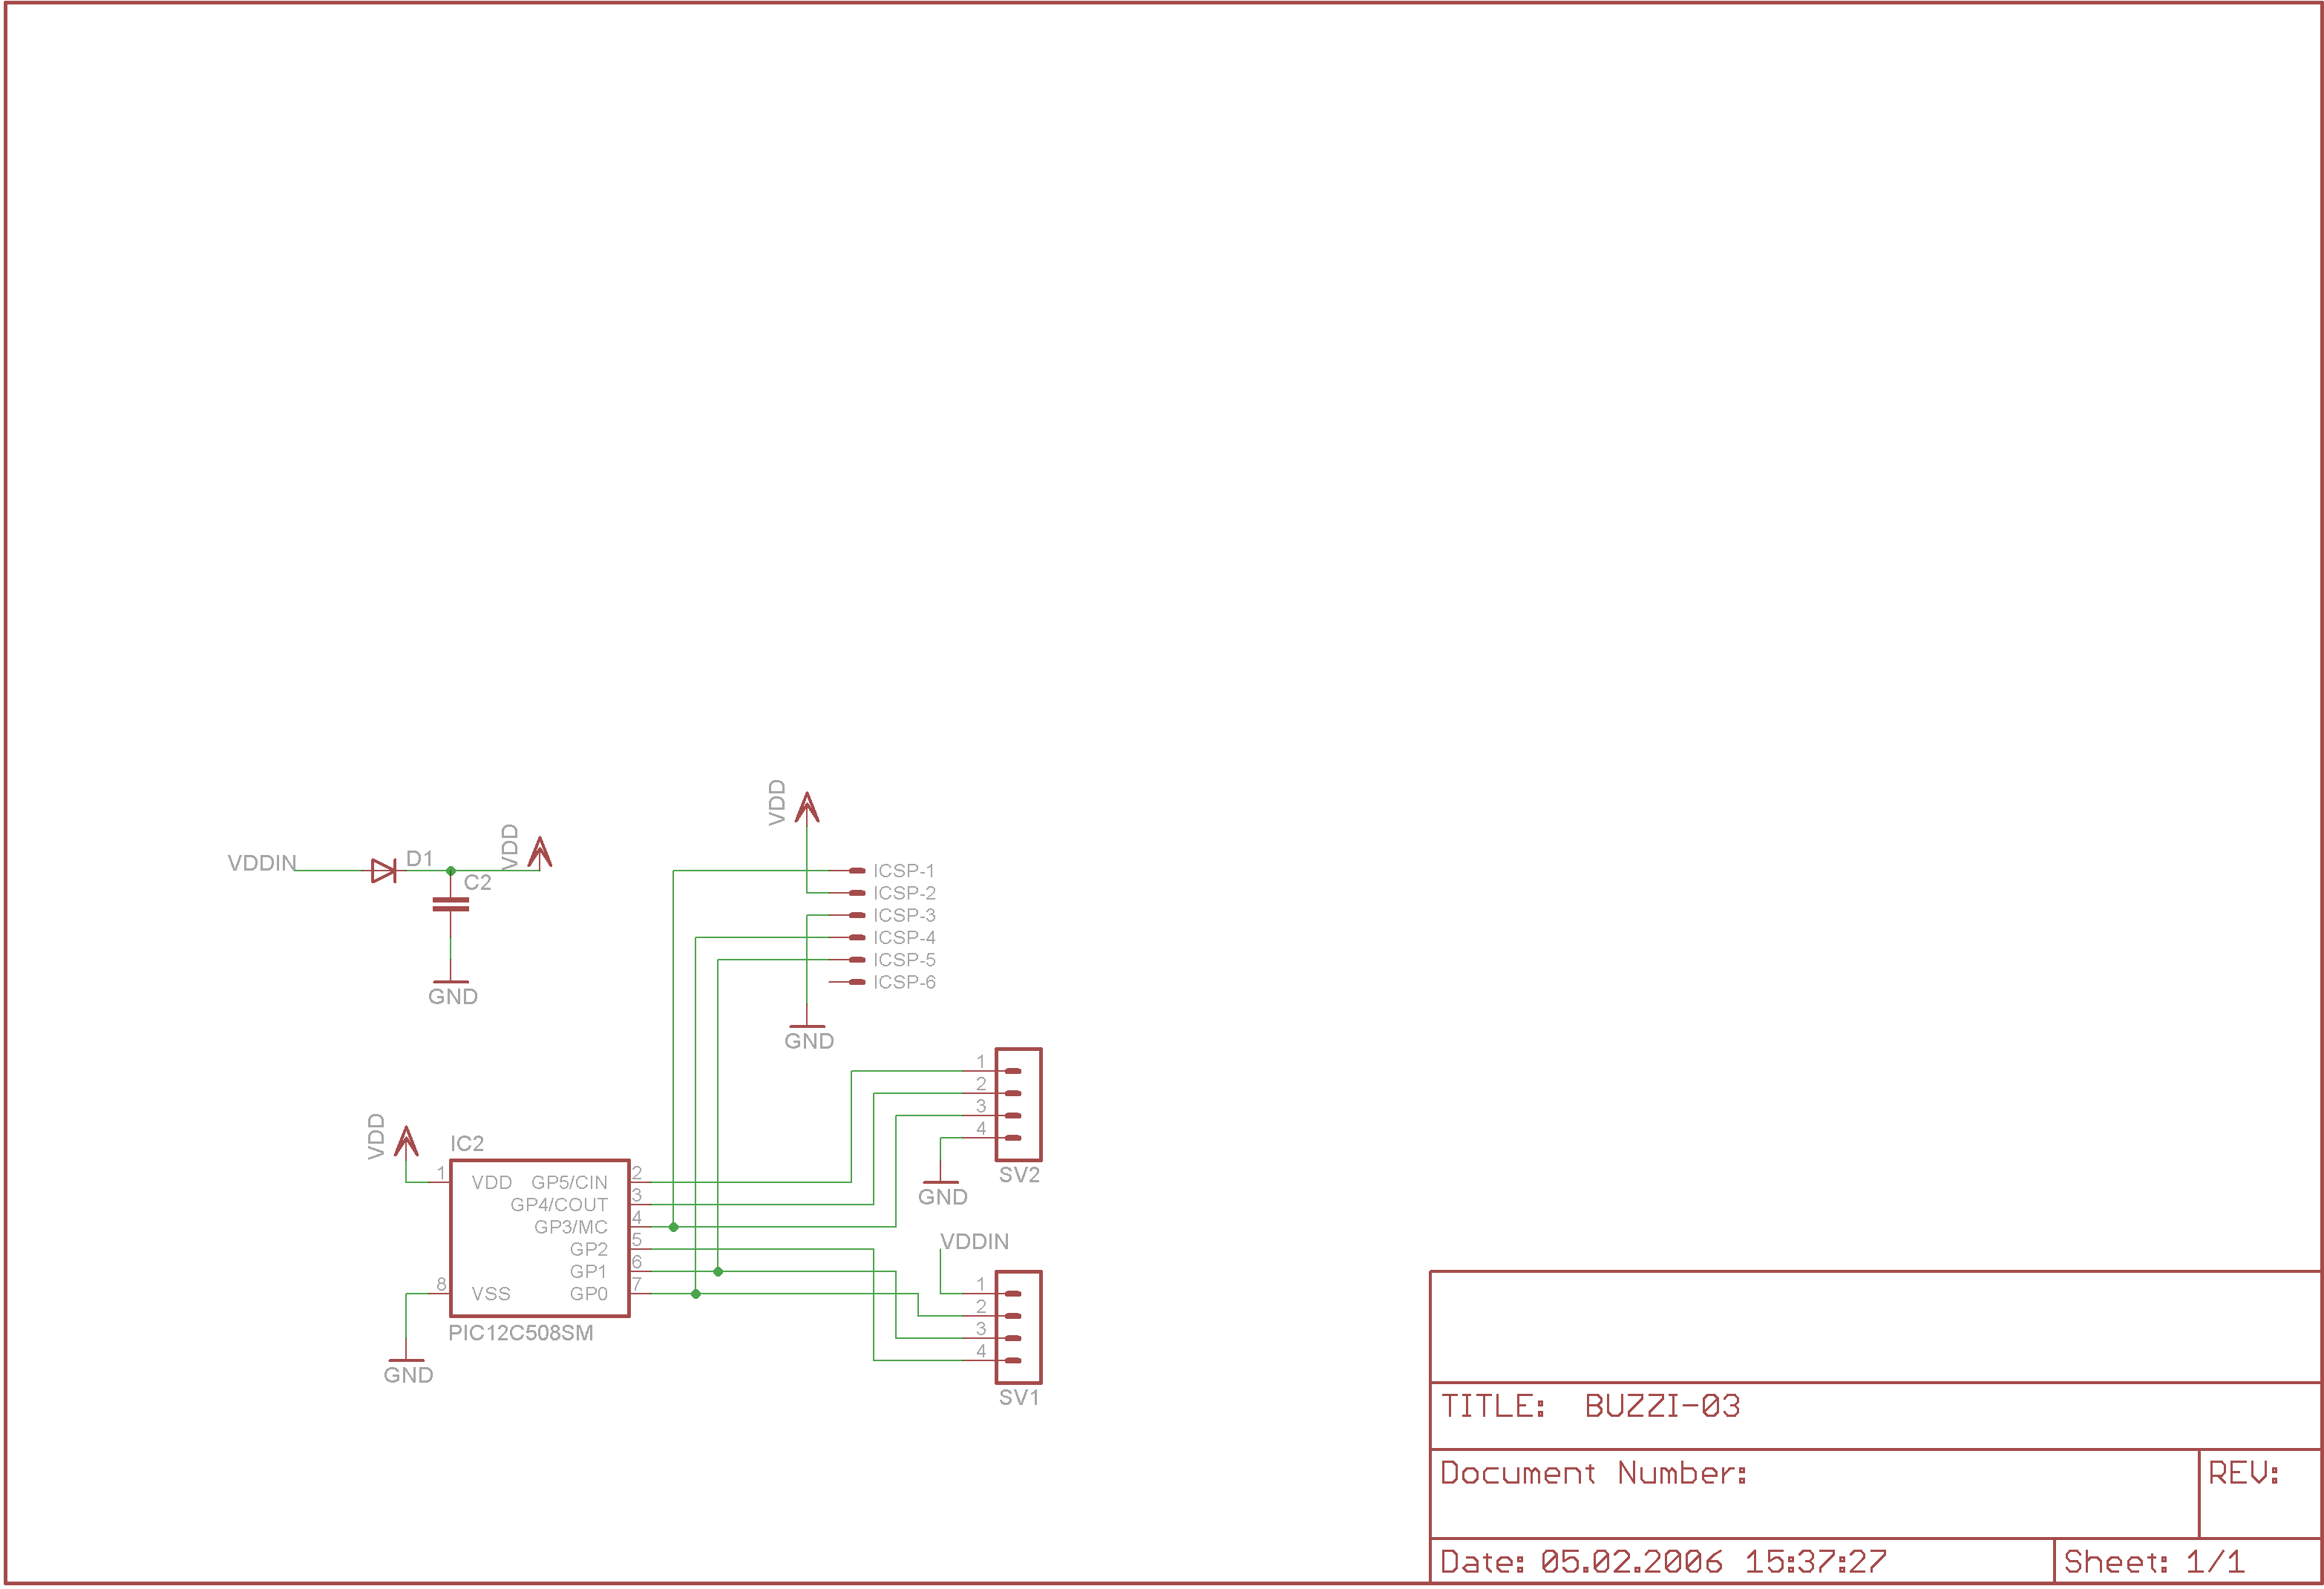 VDDIN
D1
VDD
C2
GND
VDD
ICSP-1
ICSP-2
ICSP-3
ICSP-4
ICSP-5
ICSP-6
GND
1
2
3
4
SV2
GND
VDD
IC2
1 VDD GP5/CIN 2
GP4/COUT 3
GP3/MC 4
GP2 5
GP1 6
8 VSS GP0 7
PIC12C508SM
GND
VDDIN
1
2
3
4
SV1
TITLE: BUZZI-03
Document Number:
REV:
Date: 05.02.2006 15:37:27
Sheet: 1/1